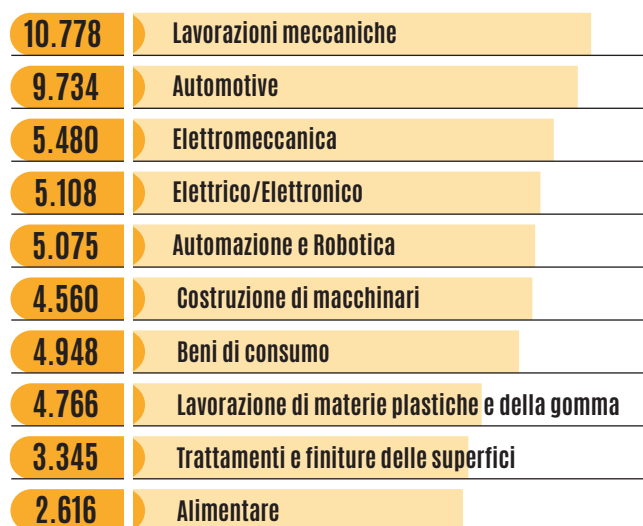 10.778 Lavorazioni meccaniche
9.734 Automotive
5.480 Elettromeccanica
5.108 Elettrico/Elettronico
5.075 Automazione e Robotica
4.560 Costruzione di macchinari
4.948 Beni di consumo
4.766 Lavorazione di materie plastiche e della gomma
3.345 Trattamenti e finiture delle superfici
2.616 Alimentare